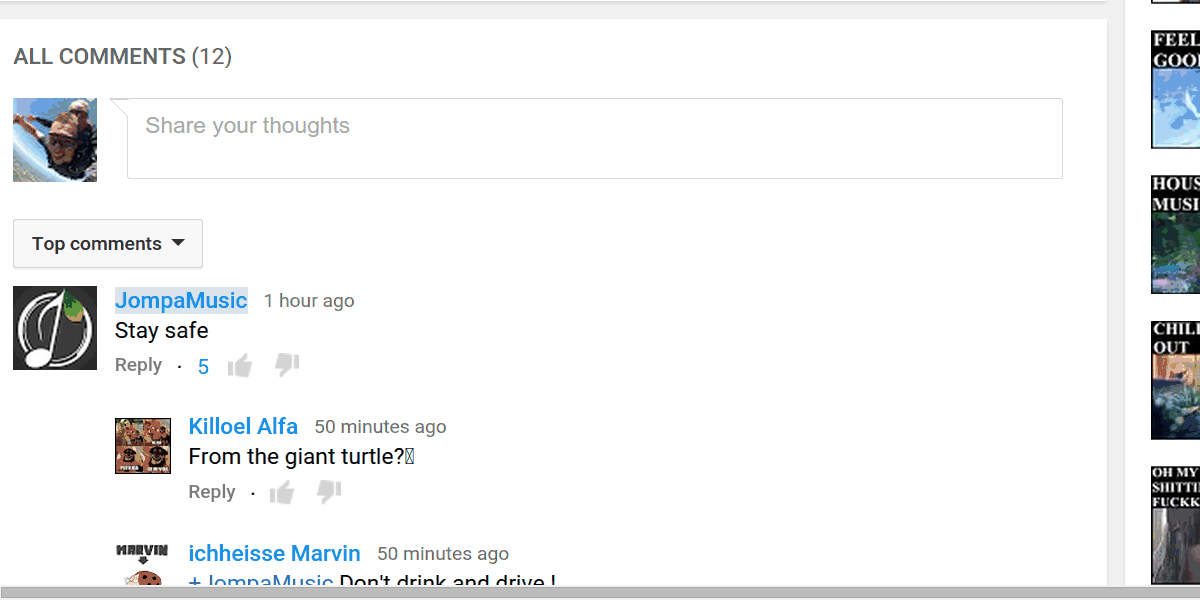 ALL COMMENTS (12)
Share your thoughts
Top comments
JompaMusic 1 hour ago
Stay safe
Reply · 5
Killoel Alfa 50 minutes ago
From the giant turtle?
Reply ·
MARVIN
ichheisse Marvin 50 minutes ago
+JompaMusic Don't drink and drive !
FEEL
GOO
HOUS
MUSI
CHIL
OUT
OH MY
SHITTI
FUCKK